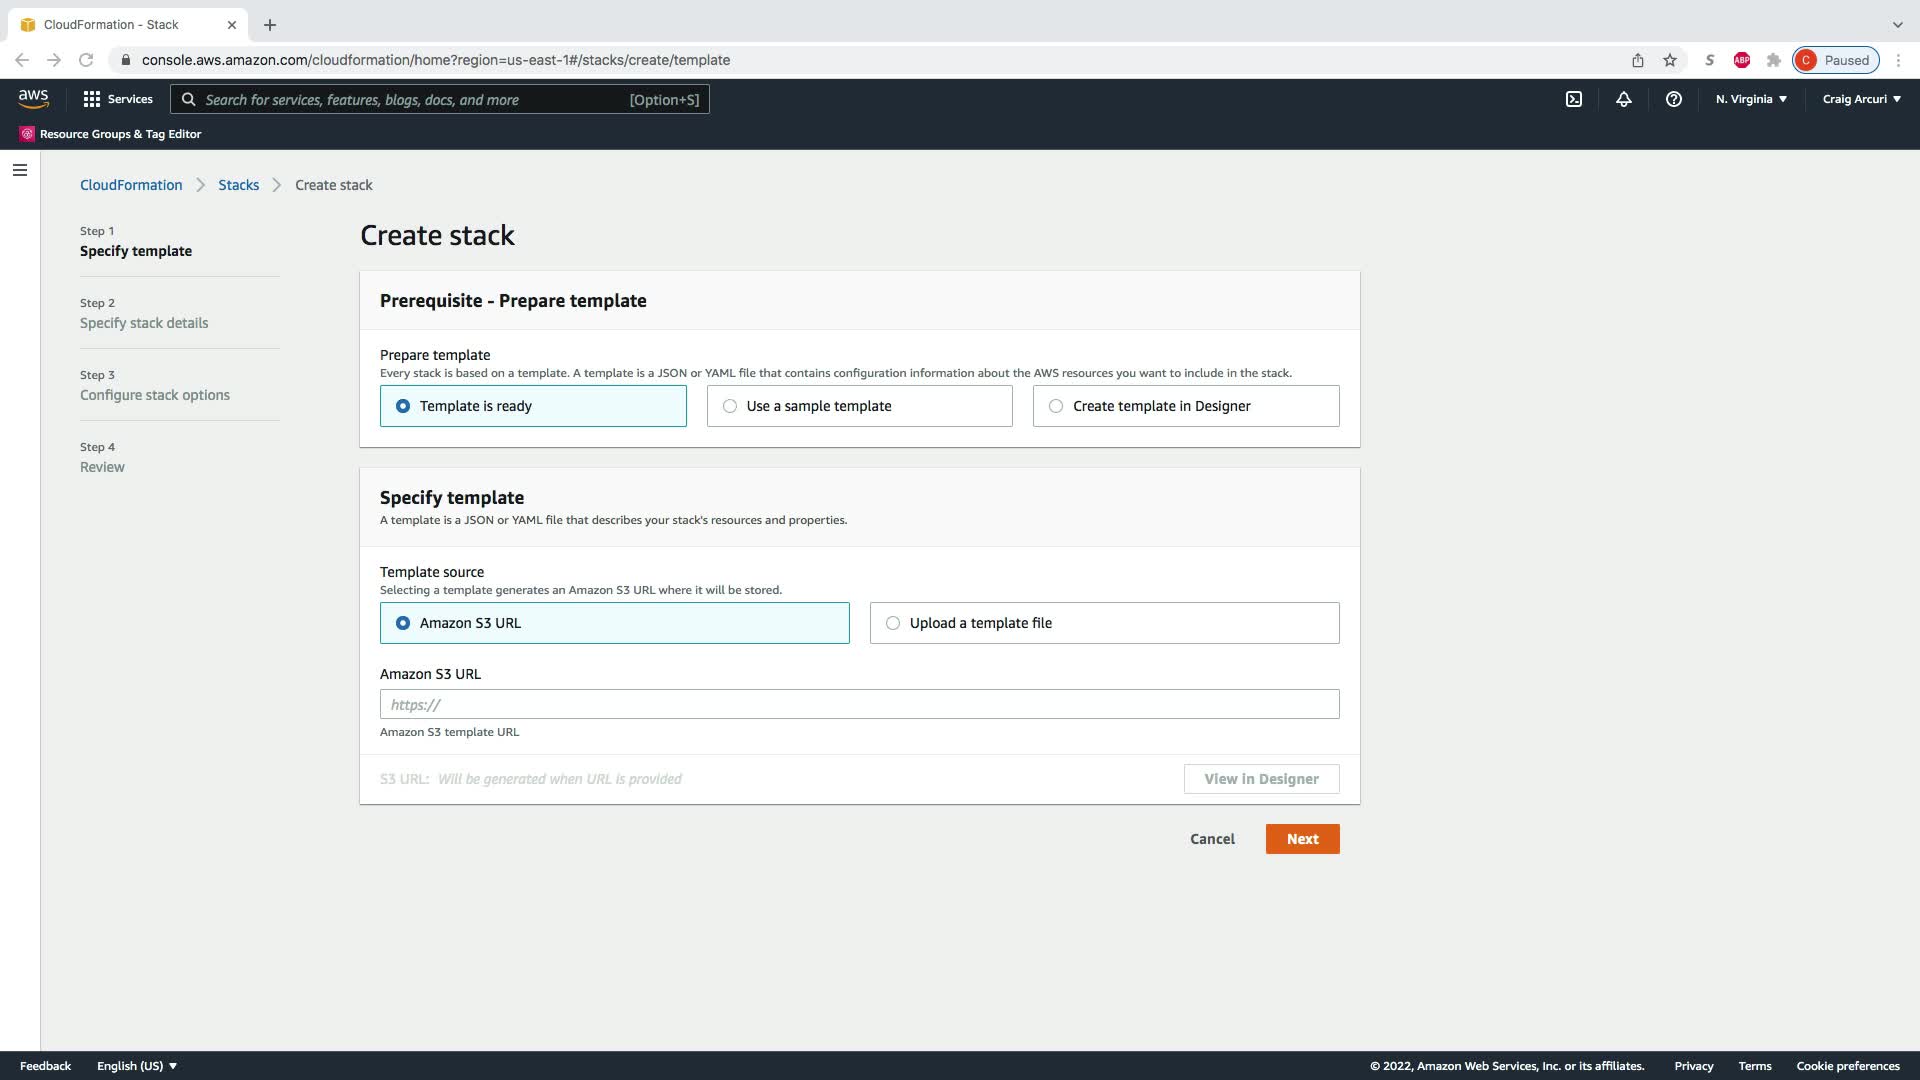 CloudFormation - Stack
console.aws.amazon.com/cloudformation/home?region=us-east-1#/stacks/create/template
S
ABP
C
Paused
aws
Services
Search for services, features, blogs, docs, and more
[Option+S]
N. Virginia
Craig Arcuri
Resource Groups & Tag Editor
CloudFormation
Stacks
Create stack
Step 1
Specify template
Step 2
Specify stack details
Step 3
Configure stack options
Step 4
Review
Create stack
Prerequisite - Prepare template
Prepare template
Every stack is based on a template. A template is a JSON or YAML file that contains configuration information about the AWS resources you want to include in the stack.
Template is ready
Use a sample template
Create template in Designer
Specify template
A template is a JSON or YAML file that describes your stack's resources and properties.
Template source
Selecting a template generates an Amazon S3 URL where it will be stored.
Amazon S3 URL
Upload a template file
Amazon S3 URL
https://
Amazon S3 template URL
S3 URL: Will be generated when URL is provided
View in Designer
Cancel
Next
Feedback
English (US)
© 2022, Amazon Web Services, Inc. or its affiliates.
Privacy
Terms
Cookie preferences